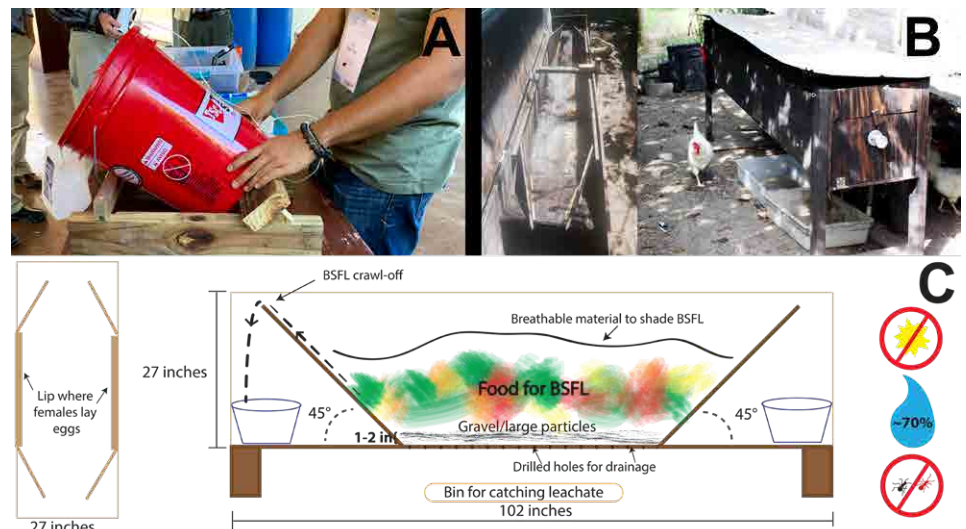 A
B
C
BSFL crawl-off
Breathable material to shade BSFL
27 inches
Lip where
females lay
eggs
Food for BSFL
45°
45°
~70%
Gravel/large particles
1-2 in
Drilled holes for drainage
Bin for catching leachate
27 inches
102 inches